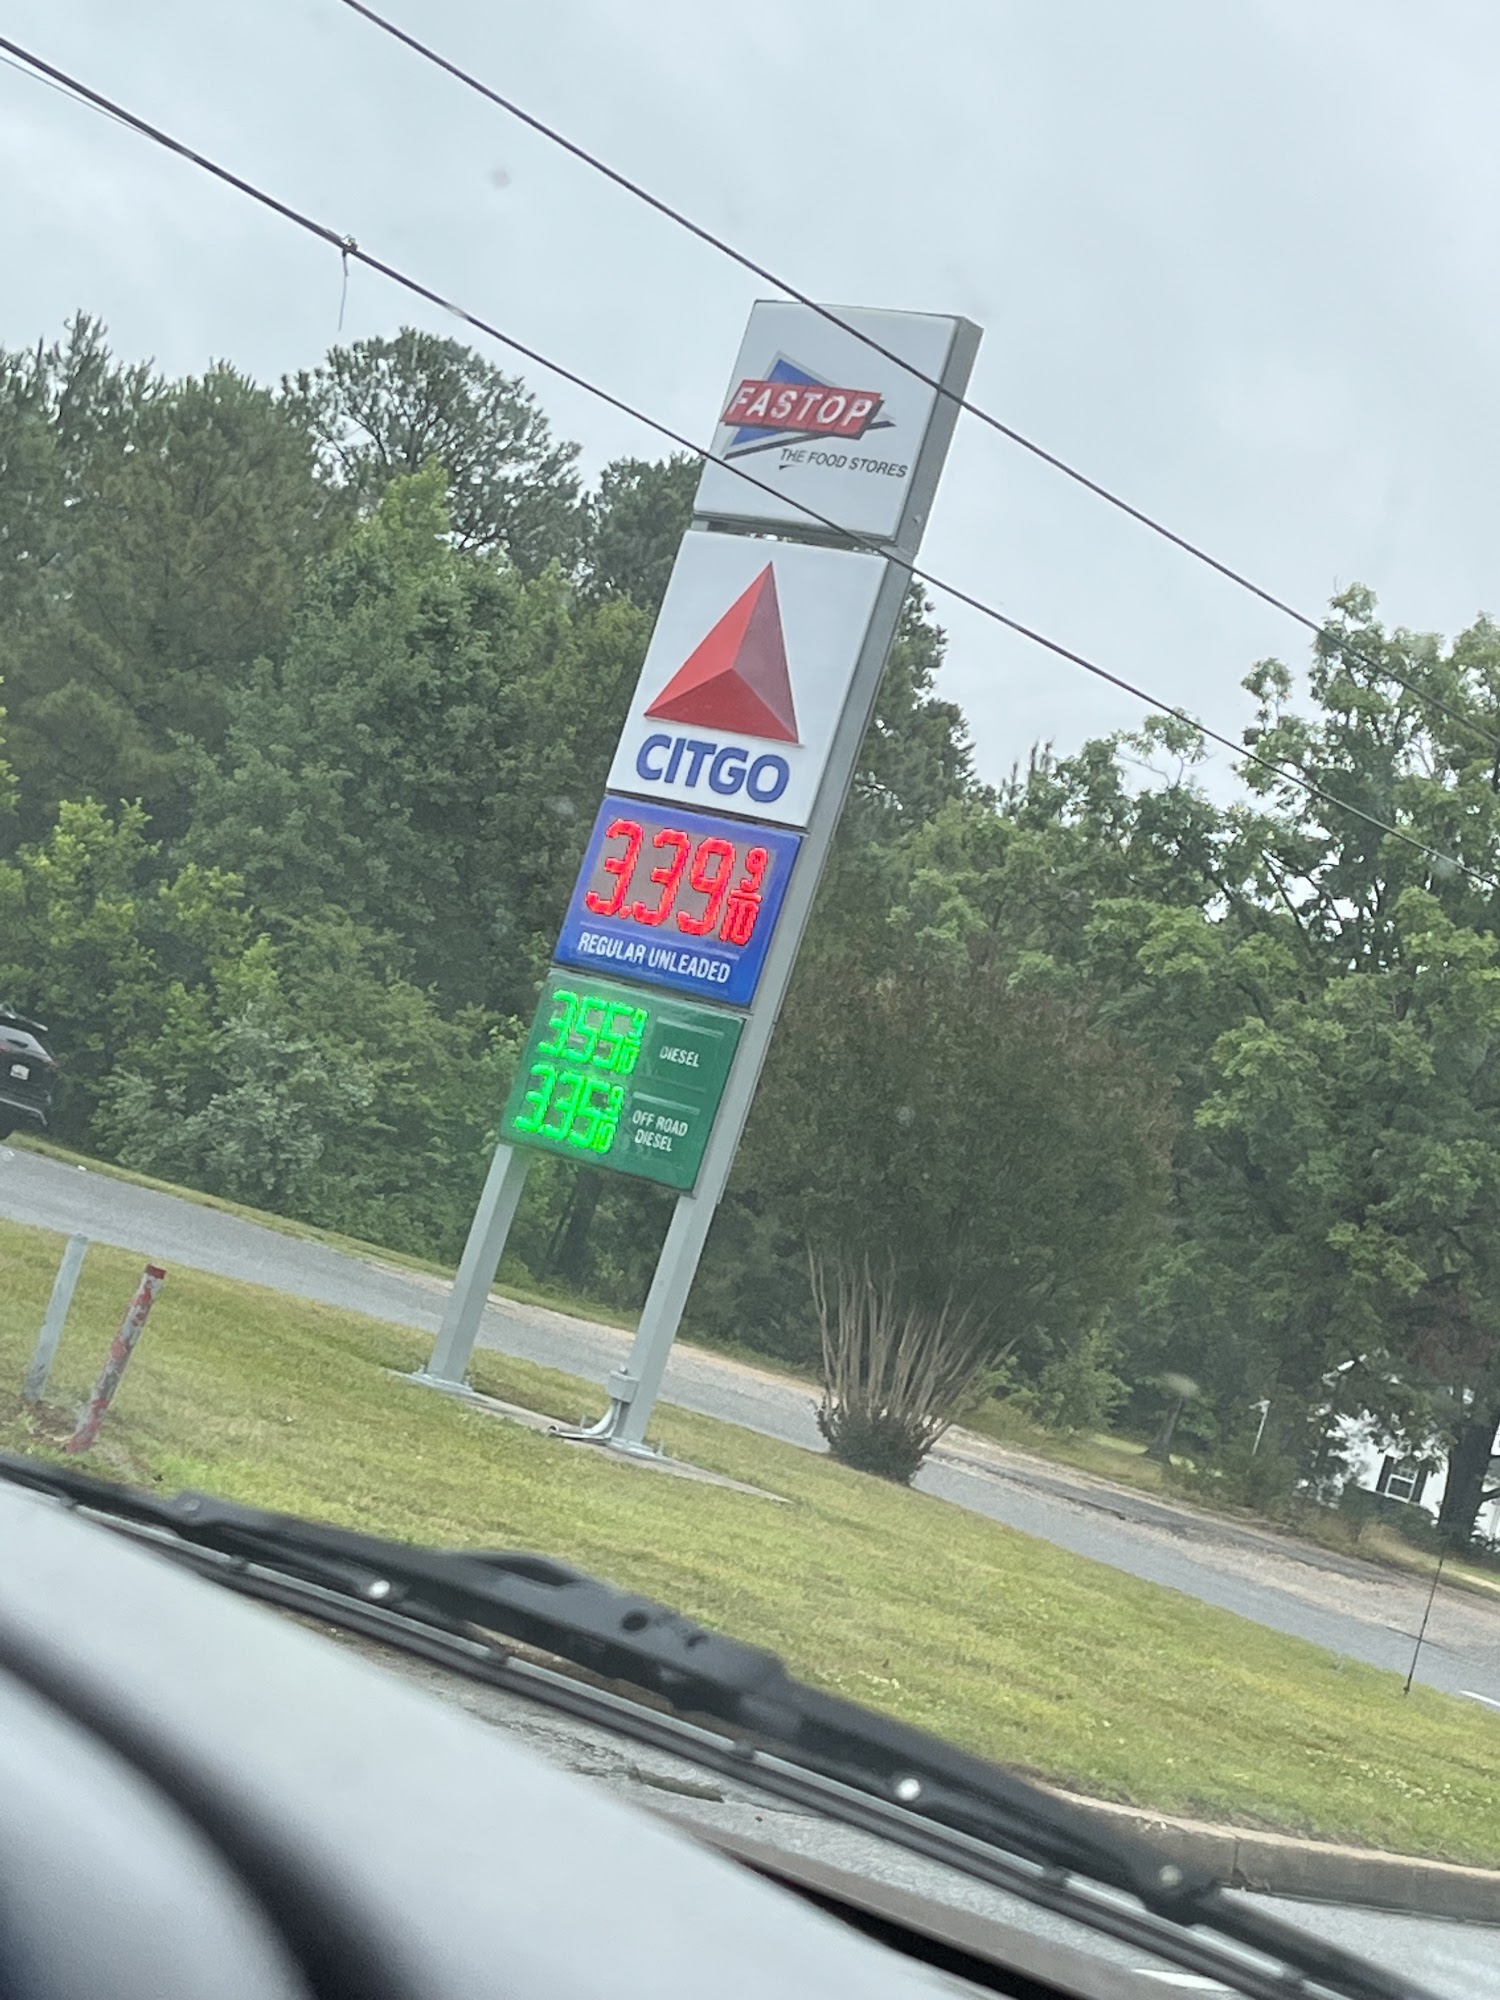 FASTOP
THE FOOD STORES
CITGO
3.39 9/10
REGULAR UNLEADED
3.55 9/10 DIESEL
3.35 9/10 OFF ROAD
DIESEL